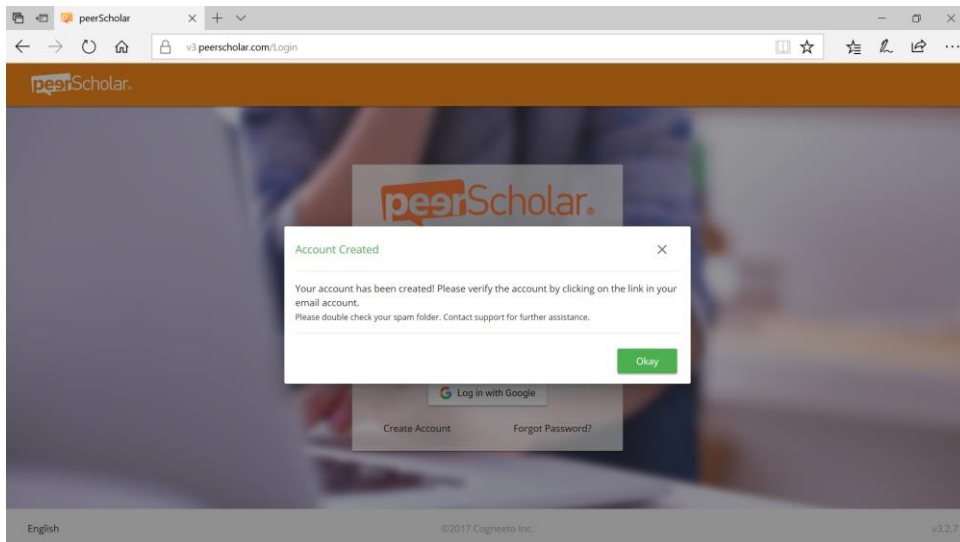 peerScholar
v3.peerscholar.com/Login
peerScholar®
peerScholar®
Account Created
Your account has been created! Please verify the account by clicking on the link in your
email account.
Please double check your spam folder. Contact support for further assistance.
Okay
G Log in with Google
Create Account Forgot Password?
English ©2017 Cogneeto Inc. v3.2.7